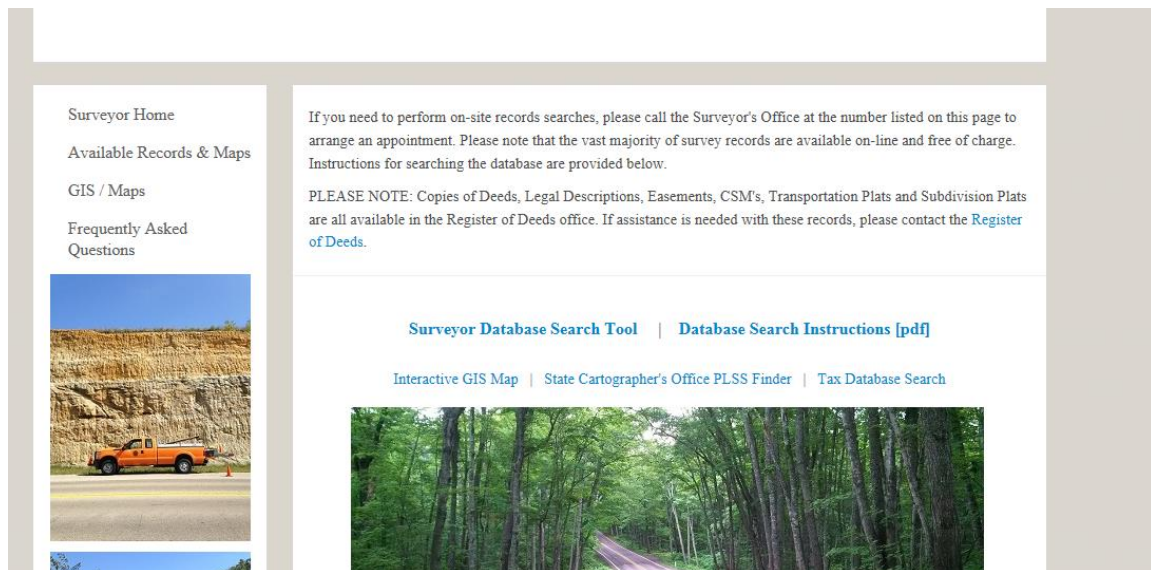 Surveyor Home
Available Records & Maps
GIS / Maps
Frequently Asked
Questions
If you need to perform on-site records searches, please call the Surveyor's Office at the number listed on this page to
arrange an appointment. Please note that the vast majority of survey records are available on-line and free of charge.
Instructions for searching the database are provided below.
PLEASE NOTE: Copies of Deeds, Legal Descriptions, Easements, CSM's, Transportation Plats and Subdivision Plats
are all available in the Register of Deeds office. If assistance is needed with these records, please contact the Register
of Deeds.
Surveyor Database Search Tool | Database Search Instructions [pdf]
Interactive GIS Map | State Cartographer's Office PLSS Finder | Tax Database Search